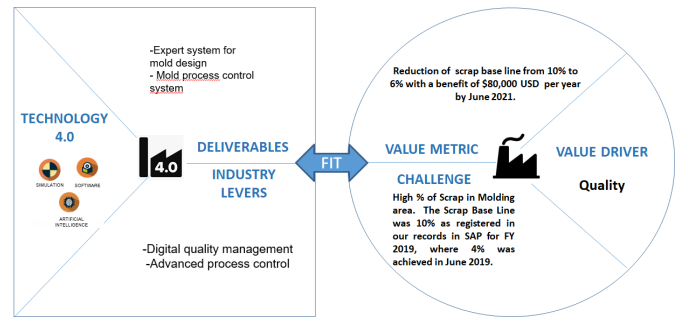 -Expert system for
mold design
- Mold process control
system
TECHNOLOGY
4.0
SIMULATION
SOFTWARE
ARTIFICIAL
INTELLIGENCE
4.0
DELIVERABLES
INDUSTRY
LEVERS
-Digital quality management
-Advanced process control
FIT
Reduction of scrap base line from 10% to
6% with a benefit of $80,000 USD per year
by June 2021.
VALUE METRIC
CHALLENGE
High % of Scrap in Molding
area. The Scrap Base Line
was 10% as registered in
our records in SAP for FY
2019, where 4% was
achieved in June 2019.
VALUE DRIVER
Quality